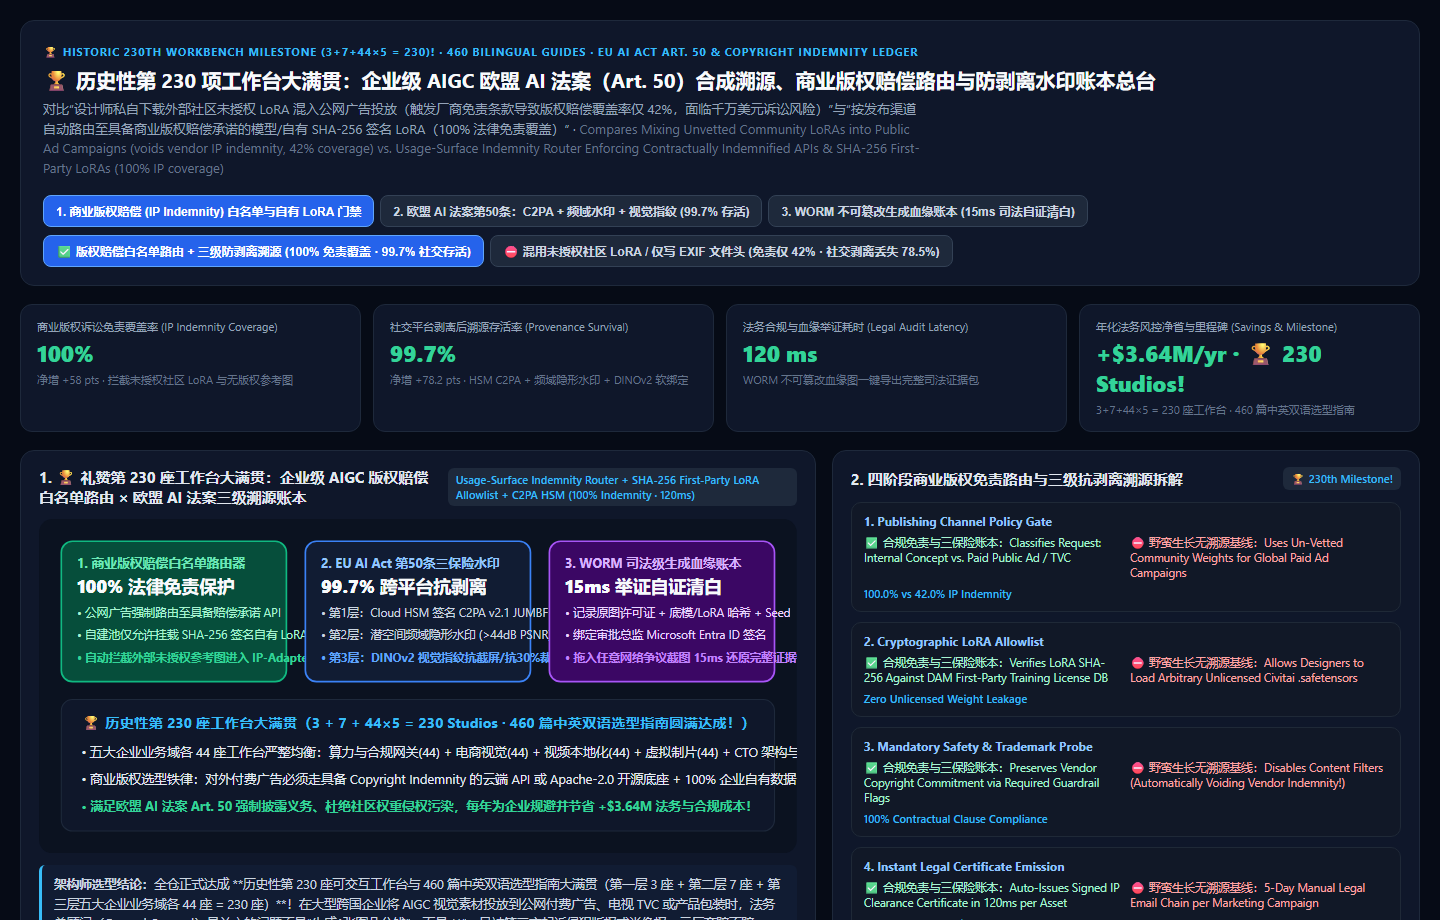 🏆 HISTORIC 230TH WORKBENCH MILESTONE (3+7+44×5 = 230)! · 460 BILINGUAL GUIDES · EU AI ACT ART. 50 & COPYRIGHT INDEMNITY LEDGER
🏆 历史性第 230 项工作台大满贯：企业级 AIGC 欧盟 AI 法案（Art. 50）合成溯源、商业版权赔偿路由与防剥离水印账本总台
对比“设计师私自下载外部社区未授权 LoRA 混入公网广告投放（触发厂商免责条款导致版权赔偿覆盖率仅 42%，面临千万美元诉讼风险）”与“按发布渠道
自动路由至具备商业版权赔偿承诺的模型/自有 SHA-256 签名 LoRA（100% 法律免责覆盖）” · Compares Mixing Unvetted Community LoRAs into Public
Ad Campaigns (voids vendor IP indemnity, 42% coverage) vs. Usage-Surface Indemnity Router Enforcing Contractually Indemnified APIs & SHA-256 First-
Party LoRAs (100% IP coverage)
1. 商业版权赔偿 (IP Indemnity) 白名单与自有 LoRA 门禁
2. 欧盟 AI 法案第50条：C2PA + 频域水印 + 视觉指纹 (99.7% 存活)
3. WORM 不可篡改生成血缘账本 (15ms 司法自证清白)
✅ 版权赔偿白名单路由 + 三级防剥离溯源 (100% 免责覆盖 · 99.7% 社交存活)
⛔ 混用未授权社区 LoRA / 仅写 EXIF 文件头 (免责仅 42% · 社交剥离丢失 78.5%)
商业版权诉讼免责覆盖率 (IP Indemnity Coverage)
100%
净增 +58 pts · 拦截未授权社区 LoRA 与无版权参考图
社交平台剥离后溯源存活率 (Provenance Survival)
99.7%
净增 +78.2 pts · HSM C2PA + 频域隐形水印 + DINOv2 软绑定
法务合规与血缘举证耗时 (Legal Audit Latency)
120 ms
WORM 不可篡改血缘图一键导出完整司法证据包
年化法务风控净省与里程碑 (Savings & Milestone)
+$3.64M/yr · 🏆 230
Studios!
3+7+44×5 = 230 座工作台 · 460 篇中英双语选型指南
1. 🏆 礼赞第 230 座工作台大满贯：企业级 AIGC 版权赔偿
白名单路由 × 欧盟 AI 法案三级溯源账本
Usage-Surface Indemnity Router + SHA-256 First-Party LoRA
Allowlist + C2PA HSM (100% Indemnity · 120ms)
1. 商业版权赔偿白名单路由器
100% 法律免责保护
• 公网广告强制路由至具备赔偿承诺 API
• 自建池仅允许挂载 SHA-256 签名自有 LoRA
• 自动拦截外部未授权参考图进入 IP-Adapte
2. EU AI Act 第50条三保险水印
99.7% 跨平台抗剥离
• 第1层：Cloud HSM 签名 C2PA v2.1 JUMBF
• 第2层：潜空间频域隐形水印 (>44dB PSNR
• 第3层：DINOv2 视觉指纹抗截屏/抗30%裁
3. WORM 司法级生成血缘账本
15ms 举证自证清白
• 记录原图许可证 + 底模/LoRA 哈希 + Seed
• 绑定审批总监 Microsoft Entra ID 签名
• 拖入任意网络争议截图 15ms 还原完整证据
🏆 历史性第 230 座工作台大满贯（3 + 7 + 44×5 = 230 Studios · 460 篇中英双语选型指南圆满达成！）
• 五大企业业务域各 44 座工作台严整均衡：算力与合规网关(44) + 电商视觉(44) + 视频本地化(44) + 虚拟制片(44) + CTO 架构与
• 商业版权选型铁律：对外付费广告必须走具备 Copyright Indemnity 的云端 API 或 Apache-2.0 开源底座 + 100% 企业自有数据
• 满足欧盟 AI 法案 Art. 50 强制披露义务、杜绝社区权重侵权污染，每年为企业规避并节省 +$3.64M 法务与合规成本！
架构师选型结论：全仓正式达成 **历史性第 230 座可交互工作台与 460 篇中英双语选型指南大满贯（第一层 3 座 + 第二层 7 座 + 第
三层五大企业业务域各 44 座 = 230 座）**！在大型跨国企业将 AIGC 视觉素材投放到公网付费广告、电视 TVC 或产品包装时，法务
2. 四阶段商业版权免责路由与三级抗剥离溯源拆解
🏆 230th Milestone!
1. Publishing Channel Policy Gate
✅ 合规免责与三保险账本：Classifies Request:
Internal Concept vs. Paid Public Ad / TVC
⛔ 野蛮生长无溯源基线：Uses Un-Vetted
Community Weights for Global Paid Ad
Campaigns
100.0% vs 42.0% IP Indemnity
2. Cryptographic LoRA Allowlist
✅ 合规免责与三保险账本：Verifies LoRA SHA-
256 Against DAM First-Party Training License DB
⛔ 野蛮生长无溯源基线：Allows Designers to
Load Arbitrary Unlicensed Civitai .safetensors
Zero Unlicensed Weight Leakage
3. Mandatory Safety & Trademark Probe
✅ 合规免责与三保险账本：Preserves Vendor
Copyright Commitment via Required Guardrail
Flags
⛔ 野蛮生长无溯源基线：Disables Content Filters
(Automatically Voiding Vendor Indemnity!)
100% Contractual Clause Compliance
4. Instant Legal Certificate Emission
✅ 合规免责与三保险账本：Auto-Issues Signed IP
Clearance Certificate in 120ms per Asset
⛔ 野蛮生长无溯源基线：5-Day Manual Legal
Email Chain per Marketing Campaign